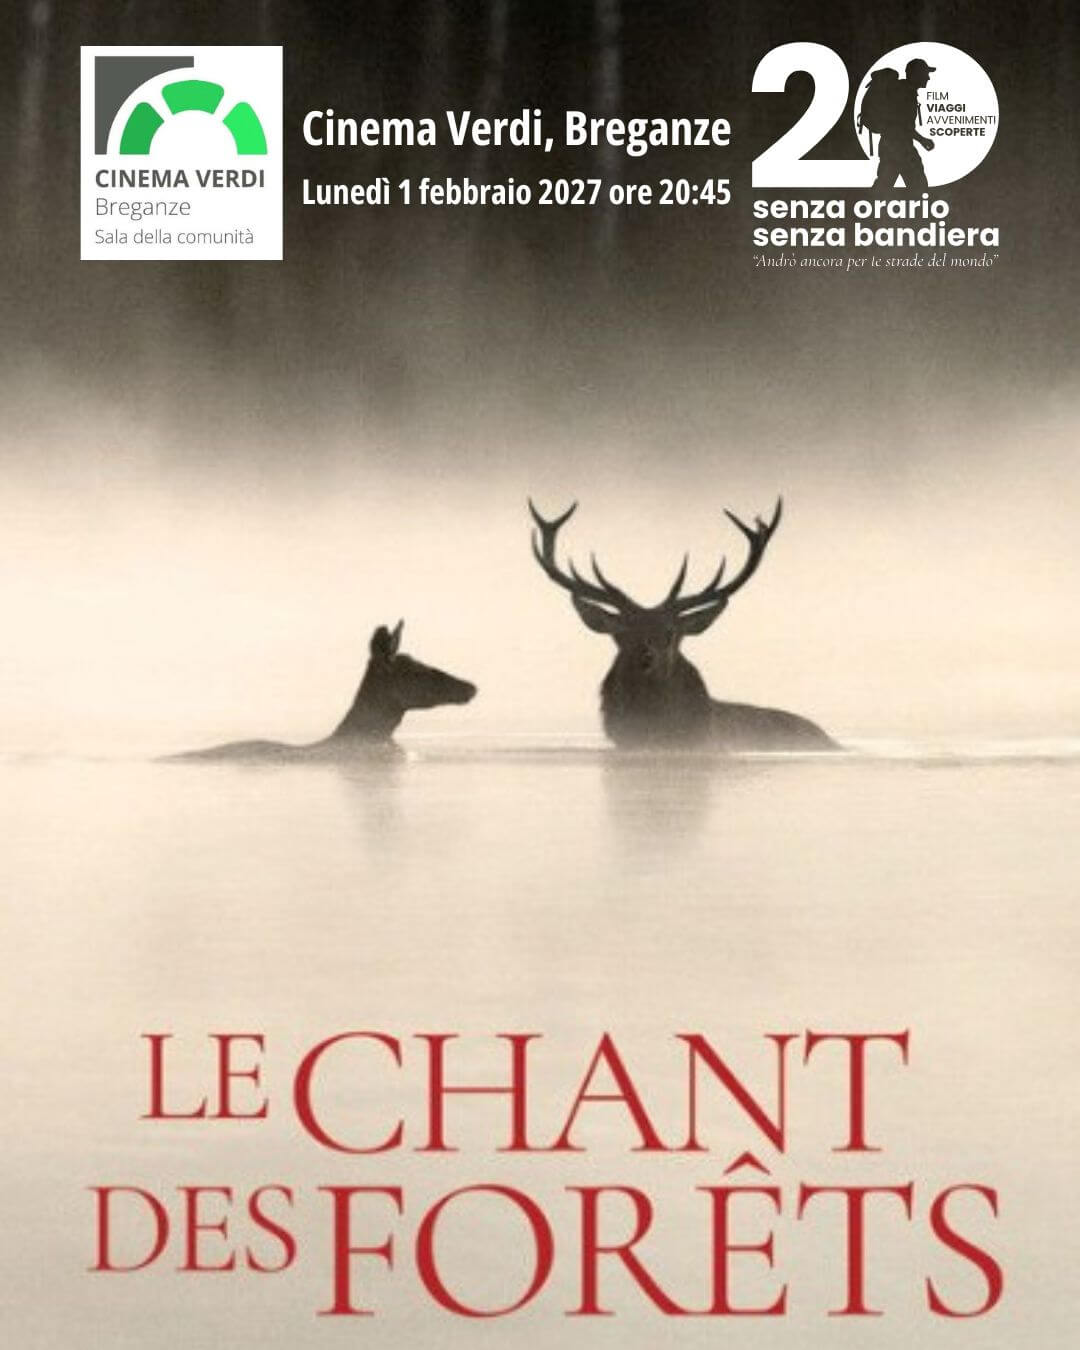 CINEMA VERDI
Breganze
Sala della comunità
Cinema Verdi, Breganze
Lunedì 1 febbraio 2027 ore 20:45
20
FILM
VIAGGI
AVVENIMENTI
SCOPERTE
senza orario
senza bandiera
“Andrò ancora per le strade del mondo”
LE CHANT
DES FORÊTS